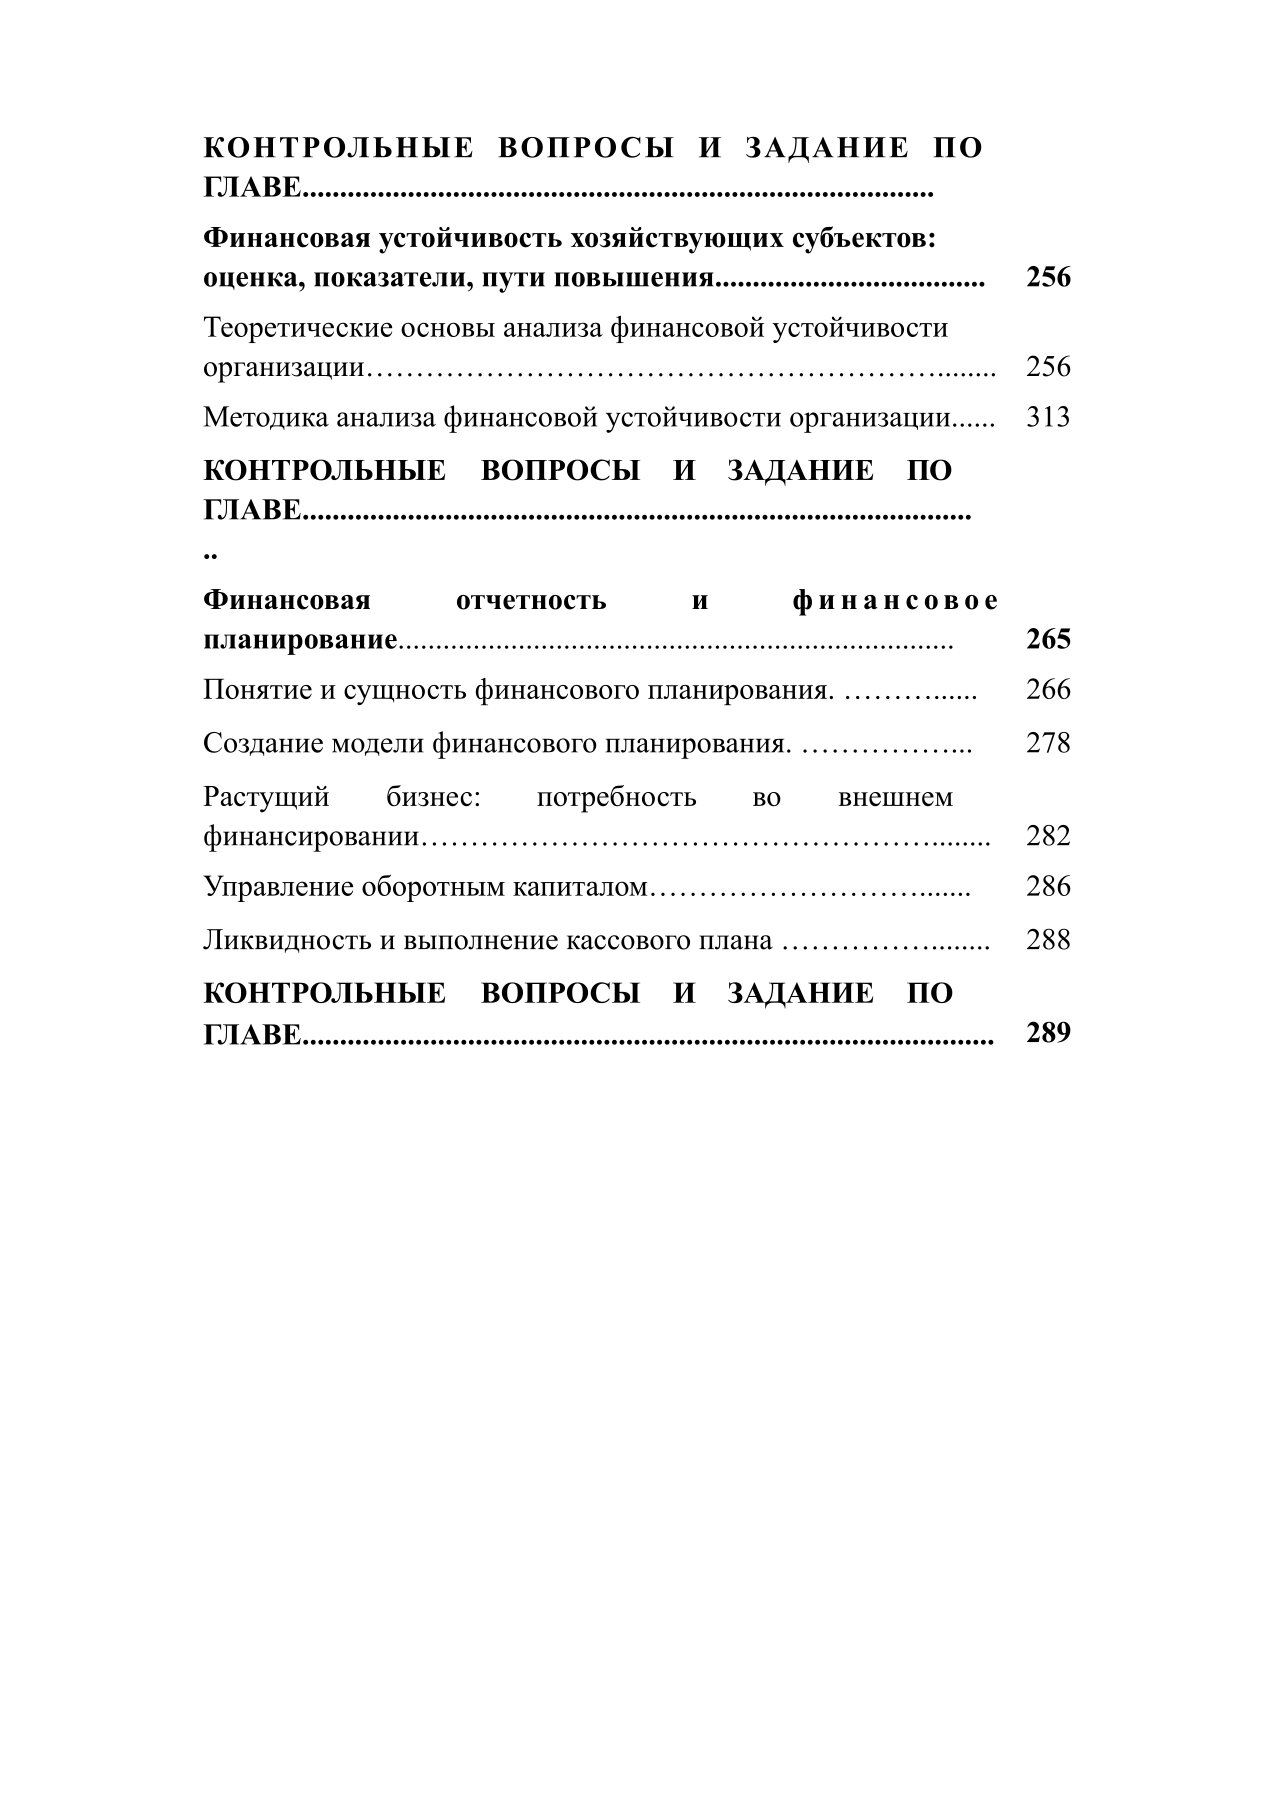 КОНТРОЛЬНЫЕ ВОПРОСЫ И ЗАДАНИЕ ПО
ГЛАВЕ....................................................................................
Финансовая устойчивость хозяйствующих субъектов:
оценка, показатели, пути повышения.................................... 256
Теоретические основы анализа финансовой устойчивости
организации…………………………………………………........ 256
Методика анализа финансовой устойчивости организации...... 313
КОНТРОЛЬНЫЕ ВОПРОСЫ И ЗАДАНИЕ ПО
ГЛАВЕ.........................................................................................
..
Финансовая отчетность и финансовое
планирование.......................................................................... 265
Понятие и сущность финансового планирования. ………...... 266
Создание модели финансового планирования. ……………... 278
Растущий бизнес: потребность во внешнем
финансировании……………………………………………........ 282
Управление оборотным капиталом………………………....... 286
Ликвидность и выполнение кассового плана ……………........ 288
КОНТРОЛЬНЫЕ ВОПРОСЫ И ЗАДАНИЕ ПО
ГЛАВЕ............................................................................................ 289